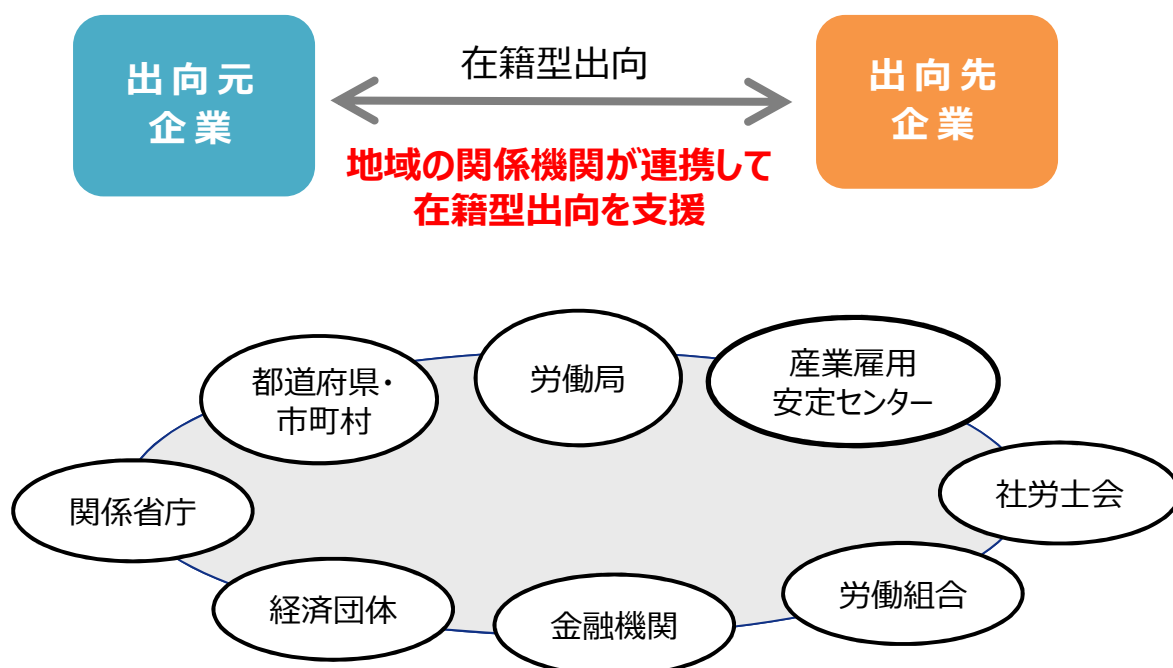 出向元
企業
在籍型出向
出向先
企業
地域の関係機関が連携して
在籍型出向を支援
都道府県・
市町村
労働局
産業雇用
安定センター
関係省庁
社労士会
経済団体
金融機関
労働組合